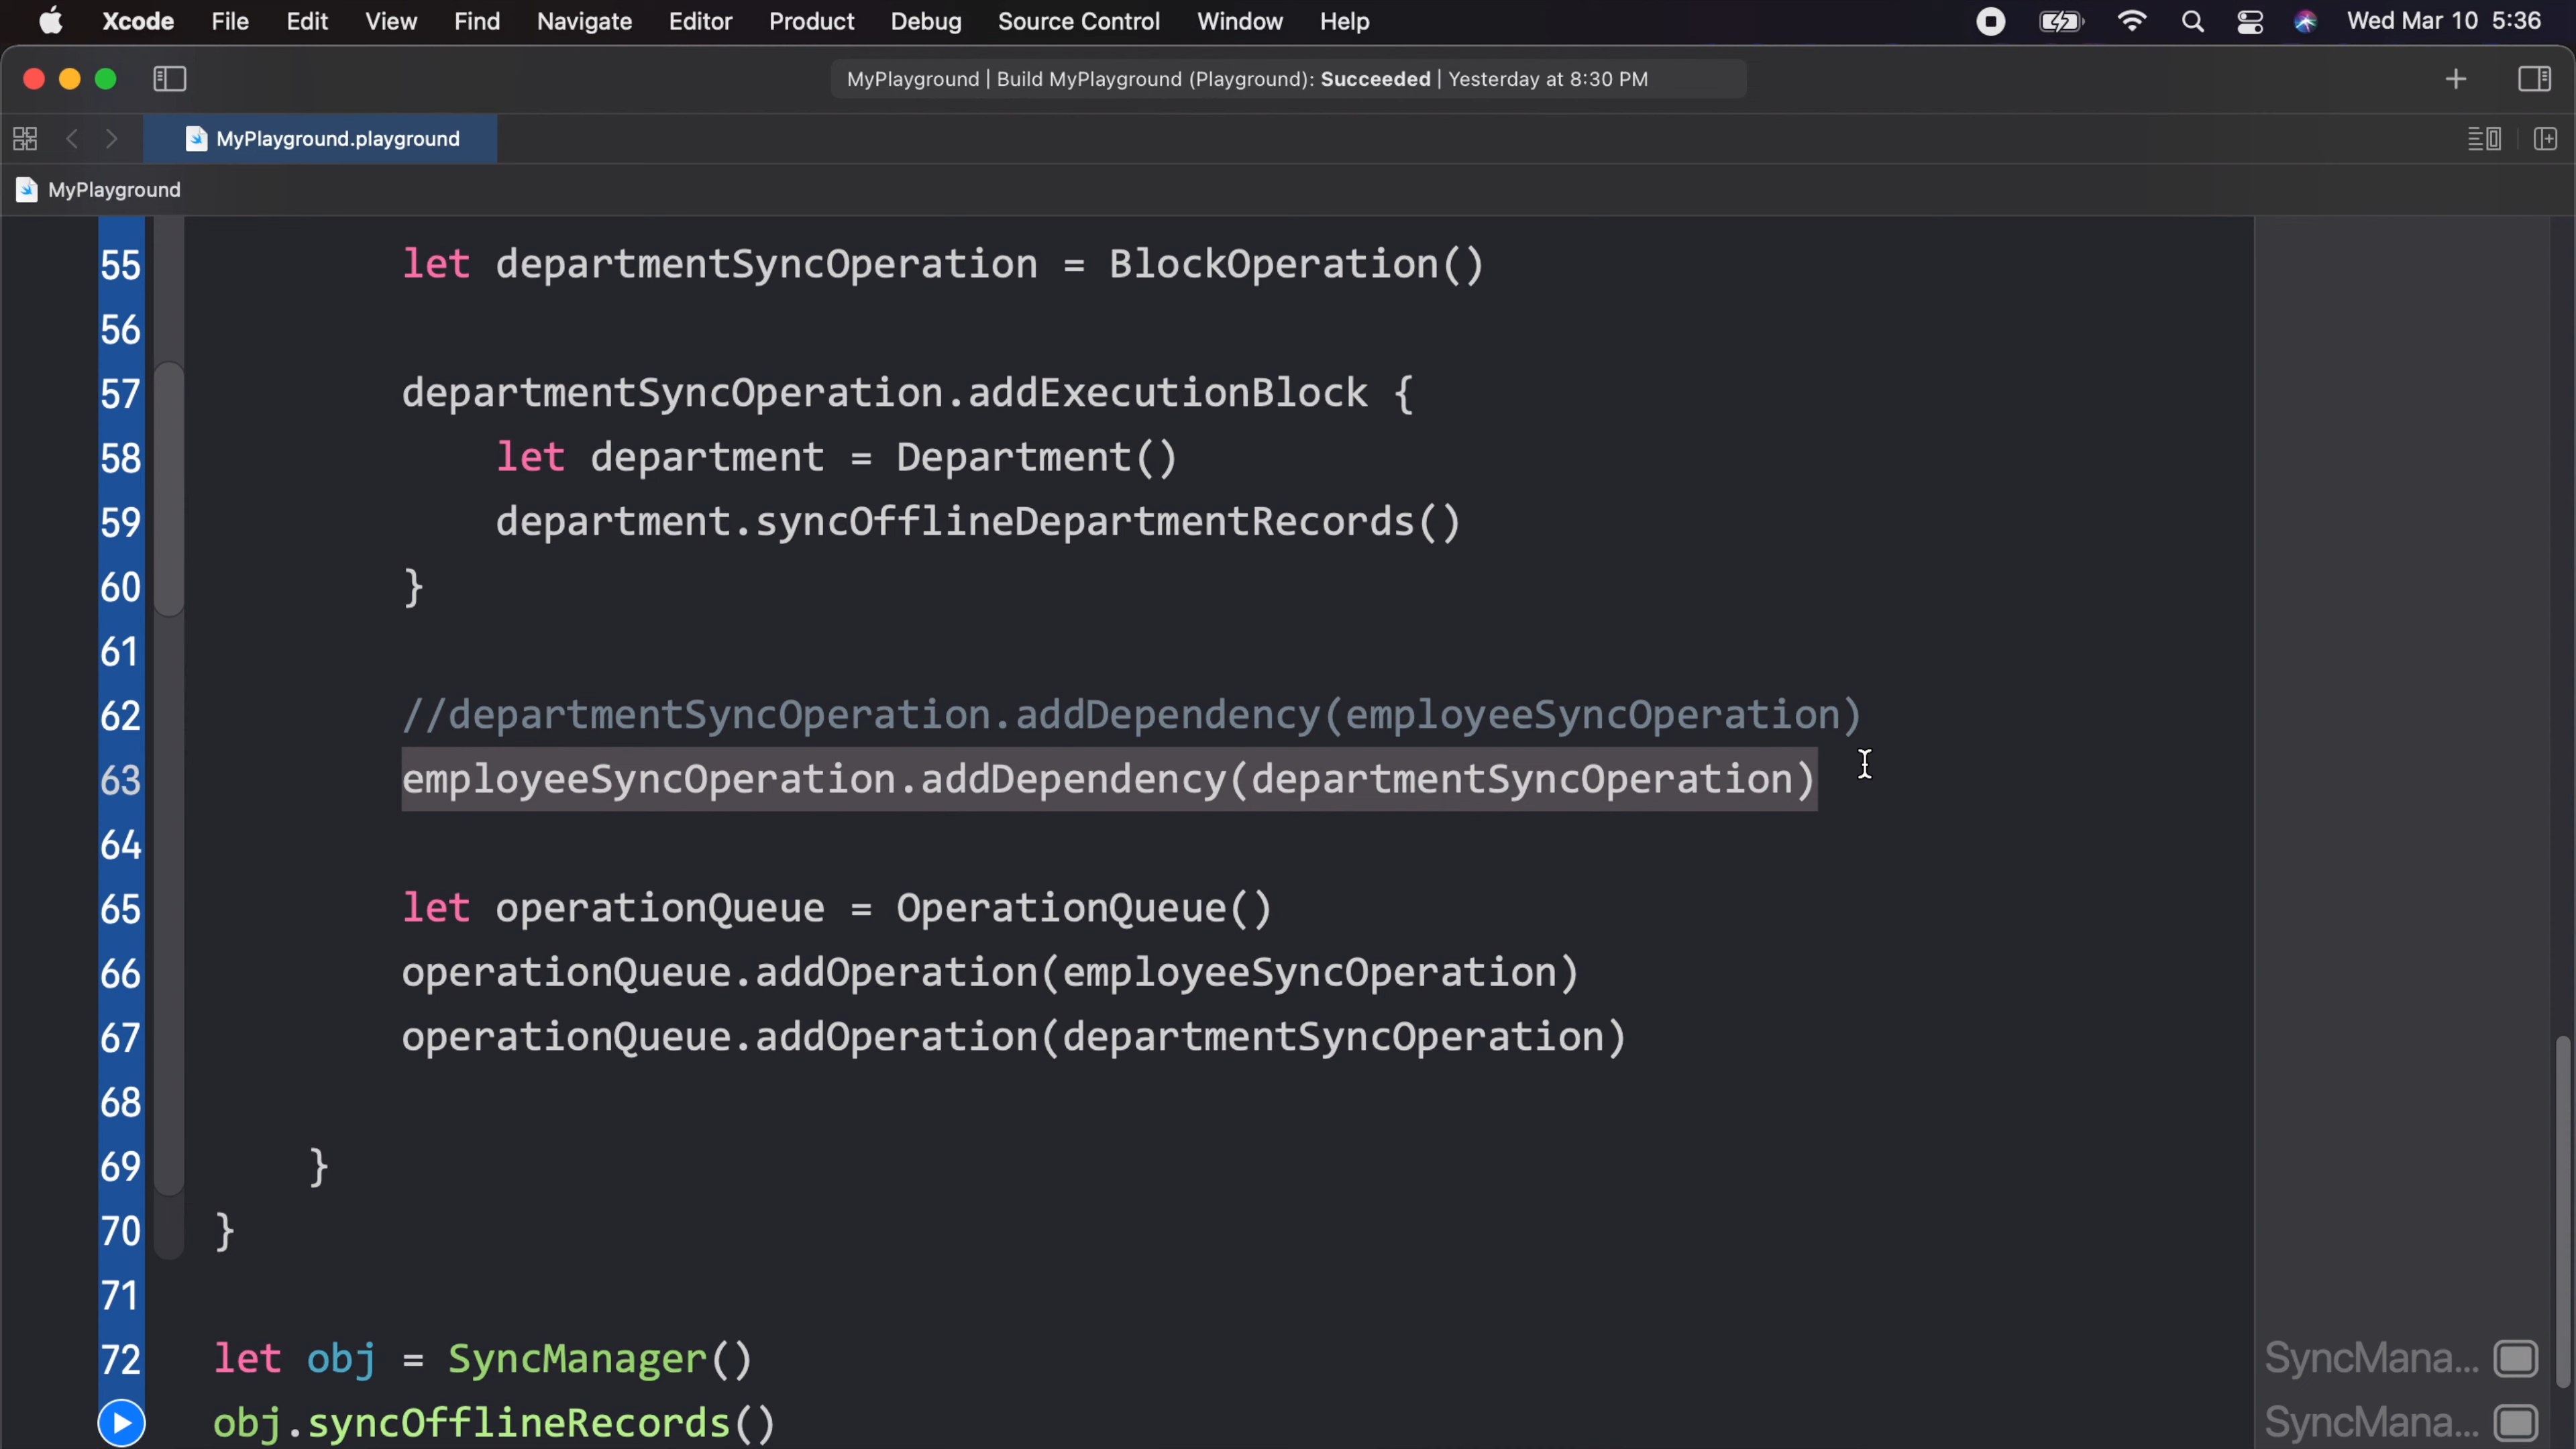 Xcode File Edit View Find Navigate Editor Product Debug Source Control Window Help Wed Mar 10 5:36
MyPlayground | Build MyPlayground (Playground): Succeeded | Yesterday at 8:30 PM
MyPlayground.playground
MyPlayground
55 let departmentSyncOperation = BlockOperation()
56
57 departmentSyncOperation.addExecutionBlock {
58 let department = Department()
59 department.syncOfflineDepartmentRecords()
60 }
61
62 //departmentSyncOperation.addDependency(employeeSyncOperation)
63 employeeSyncOperation.addDependency(departmentSyncOperation)
64
65 let operationQueue = OperationQueue()
66 operationQueue.addOperation(employeeSyncOperation)
67 operationQueue.addOperation(departmentSyncOperation)
68
69 }
70 }
71
72 let obj = SyncManager() SyncMana...
obj.syncOfflineRecords() SyncMana...